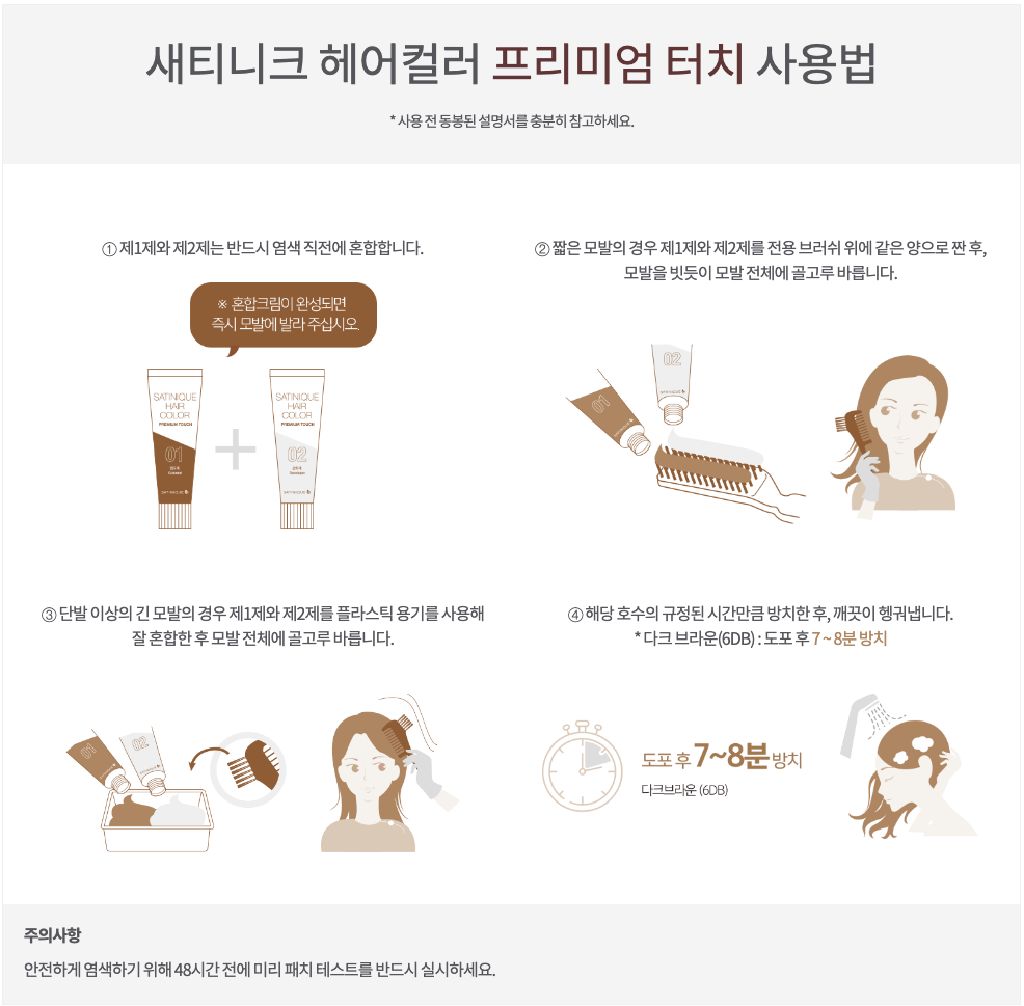 새티니크 헤어컬러 프리미엄 터치 사용법
* 사용 전 동봉된 설명서를 충분히 참고하세요.
① 제1제와 제2제는 반드시 염색 직전에 혼합합니다.
※ 혼합크림이 완성되면
즉시 모발에 발라 주십시오.
SATINIQUE
HAIR
COLOR
PREMIUM TOUCH
01
SATINIQUE
SATINIQUE
HAIR
COLOR
PREMIUM TOUCH
02
SATINIQUE
② 짧은 모발의 경우 제1제와 제2제를 전용 브러쉬 위에 같은 양으로 짠 후,
모발을 빗듯이 모발 전체에 골고루 바릅니다.
01
02
③ 단발 이상의 긴 모발의 경우 제1제와 제2제를 플라스틱 용기를 사용해
잘 혼합한 후 모발 전체에 골고루 바릅니다.
01
02
④ 해당 호수의 규정된 시간만큼 방치한 후, 깨끗이 헹궈냅니다.
* 다크 브라운(6DB) : 도포 후 7 ~ 8분 방치
도포 후 7~8분 방치
다크브라운 (6DB)
주의사항
안전하게 염색하기 위해 48시간 전에 미리 패치 테스트를 반드시 실시하세요.